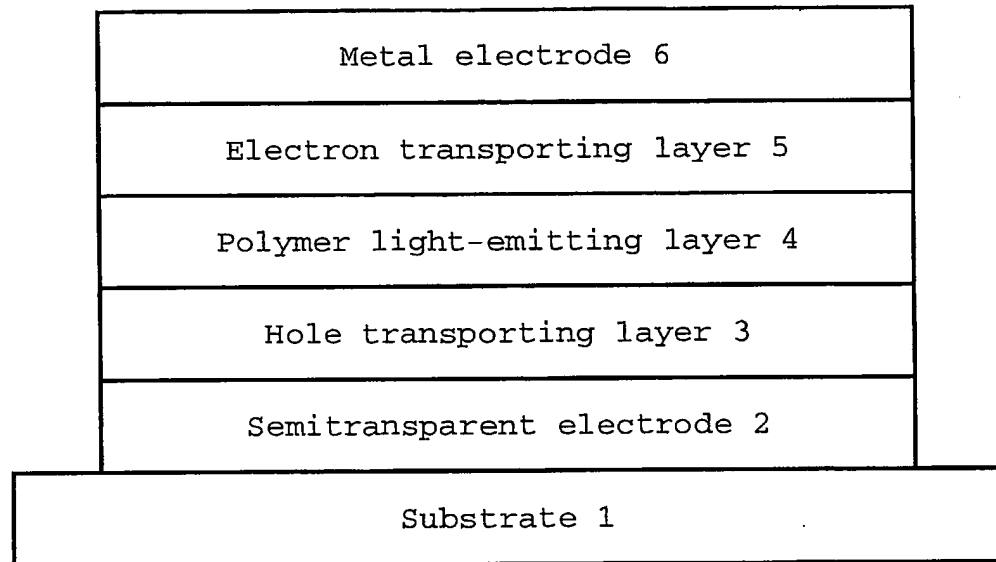 Metal electrode 6
Electron transporting layer 5
Polymer light-emitting layer 4
Hole transporting layer 3
Semitransparent electrode 2
Substrate 1